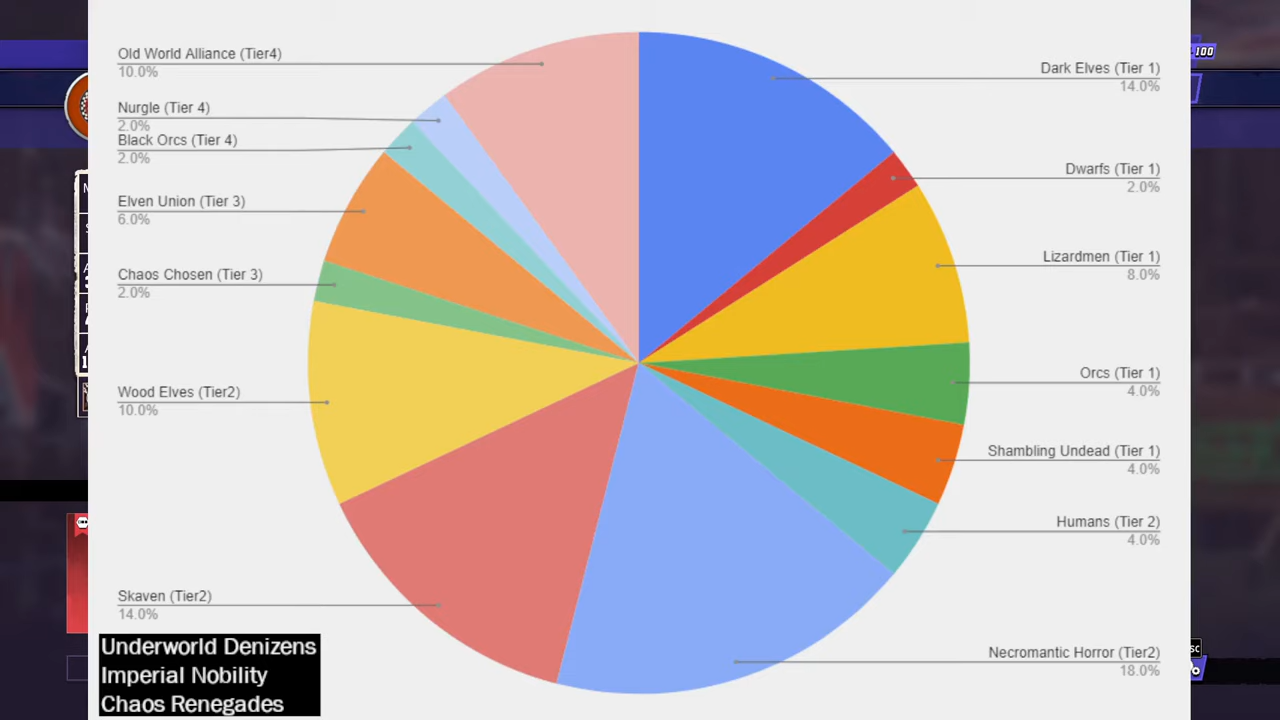 Old World Alliance (Tier4)
10.0%
Nurgle (Tier 4)
2.0%
Black Orcs (Tier 4)
2.0%
Elven Union (Tier 3)
6.0%
Chaos Chosen (Tier 3)
2.0%
Wood Elves (Tier2)
10.0%
Skaven (Tier2)
14.0%
Underworld Denizens
Imperial Nobility
Chaos Renegades
Dark Elves (Tier 1)
14.0%
Dwarfs (Tier 1)
2.0%
Lizardmen (Tier 1)
8.0%
Orcs (Tier 1)
4.0%
Shambling Undead (Tier 1)
4.0%
Humans (Tier 2)
4.0%
Necromantic Horror (Tier2)
18.0%
100